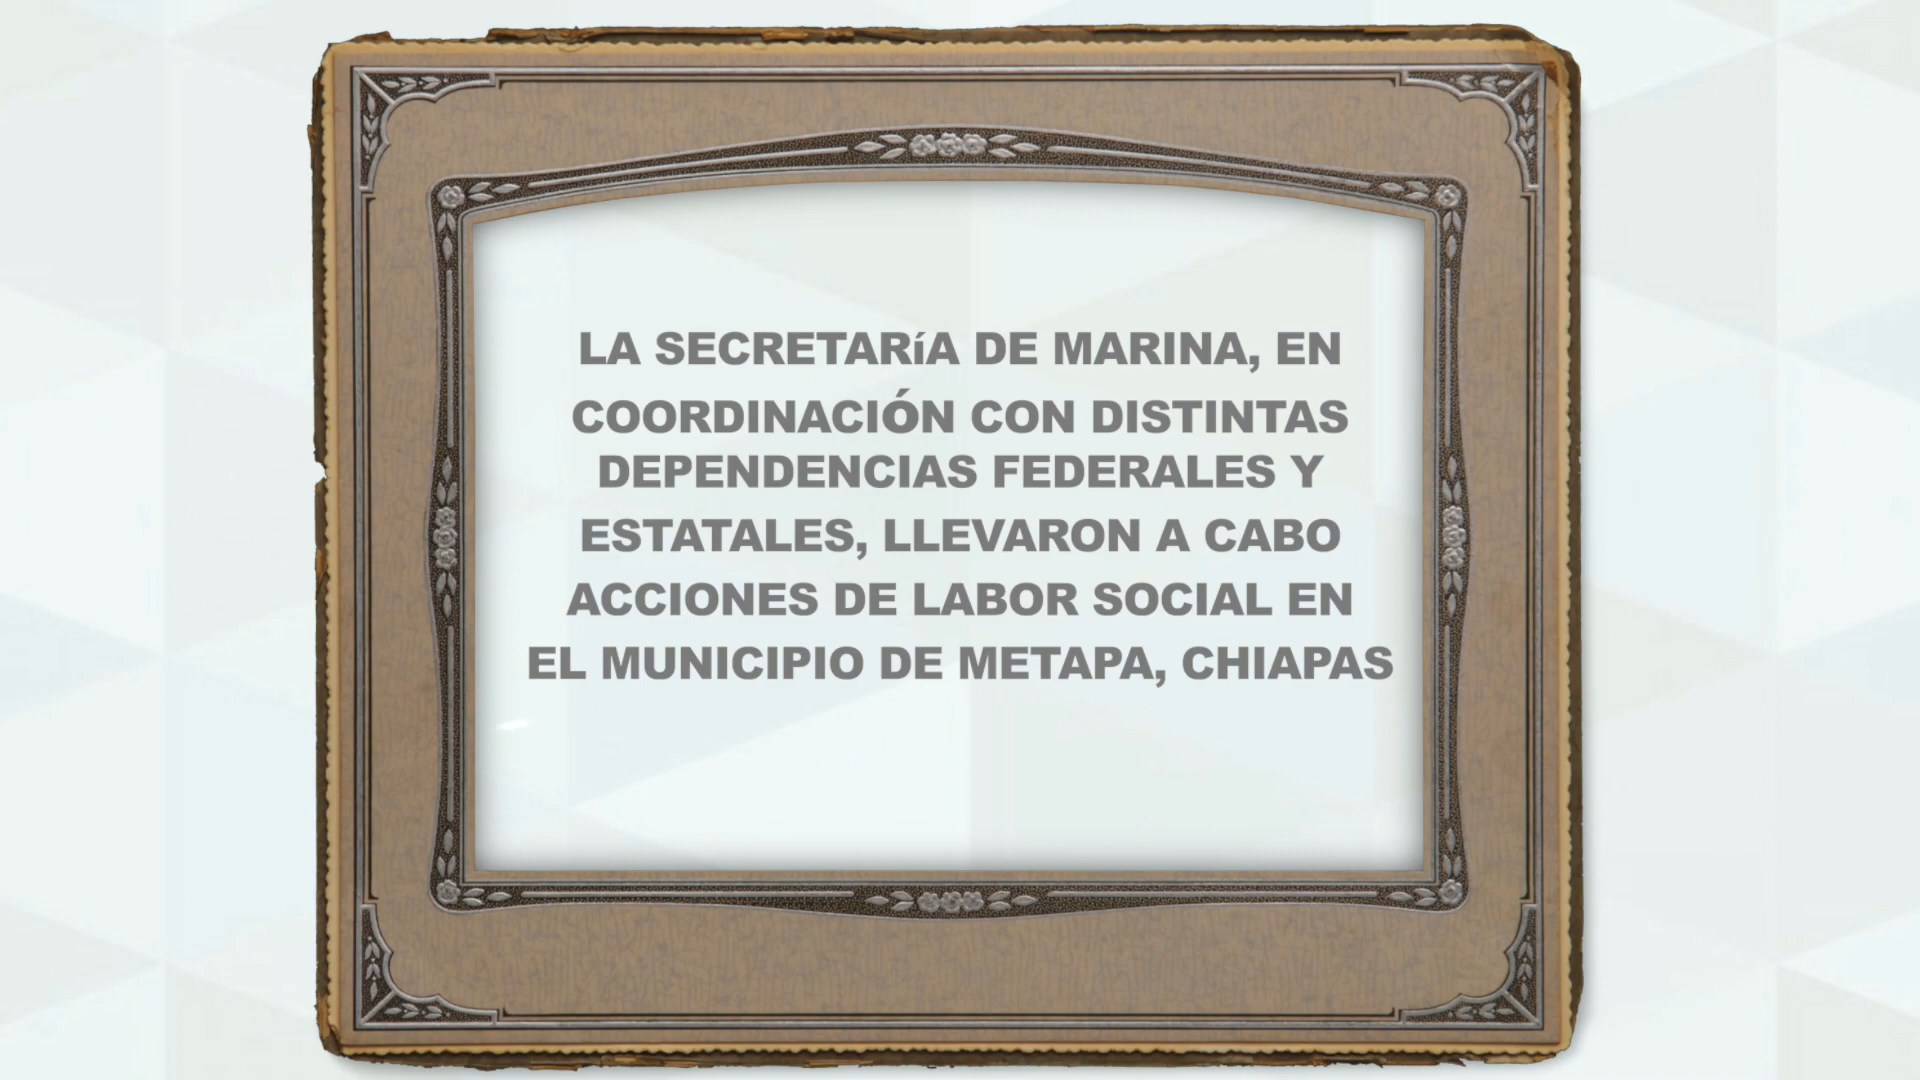 LA SECRETARíA DE MARINA, EN
COORDINACIÓN CON DISTINTAS
DEPENDENCIAS FEDERALES Y
ESTATALES, LLEVARON A CABO
ACCIONES DE LABOR SOCIAL EN
EL MUNICIPIO DE METAPA, CHIAPAS